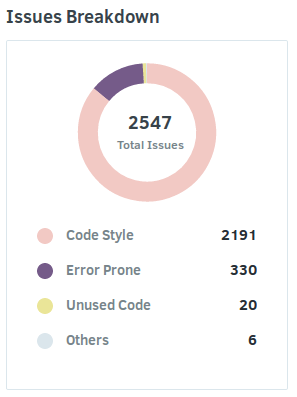 Issues Breakdown
2547
Total Issues
Code Style 2191
Error Prone 330
Unused Code 20
Others 6